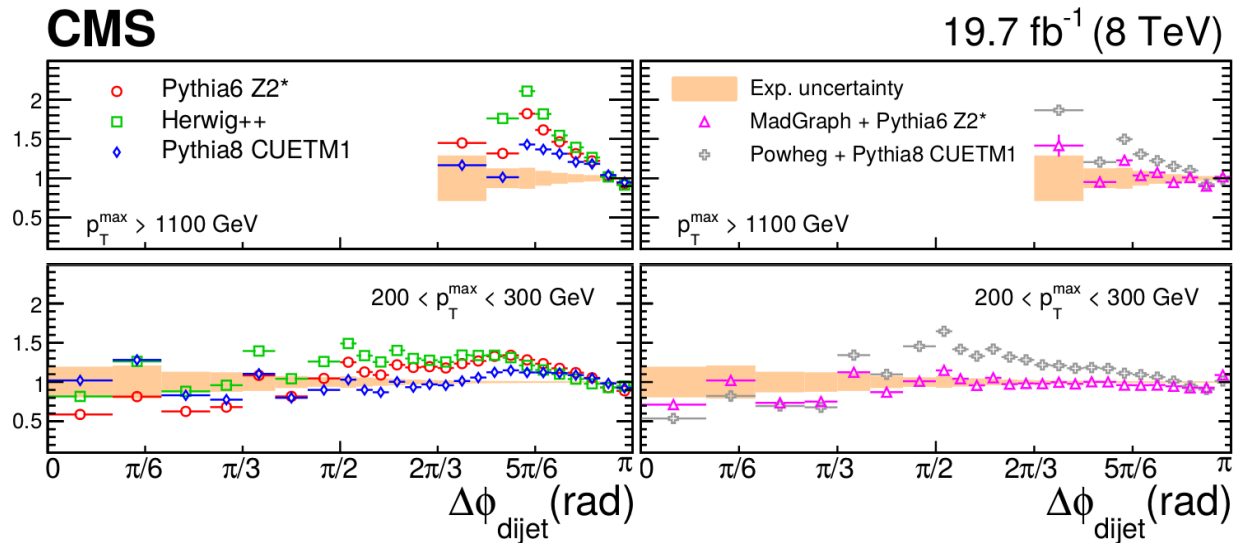 CMS
19.7 fb⁻¹ (8 TeV)
2
1.5
1
0.5
Pythia6 Z2*
Herwig++
Pythia8 CUETM1
p_T^max > 1100 GeV
Exp. uncertainty
MadGraph + Pythia6 Z2*
Powheg + Pythia8 CUETM1
p_T^max > 1100 GeV
2
1.5
1
0.5
200 < p_T^max < 300 GeV
200 < p_T^max < 300 GeV
0 π/6 π/3 π/2 2π/3 5π/6 π
0 π/6 π/3 π/2 2π/3 5π/6 π
Δϕ_dijet (rad)
Δϕ_dijet (rad)